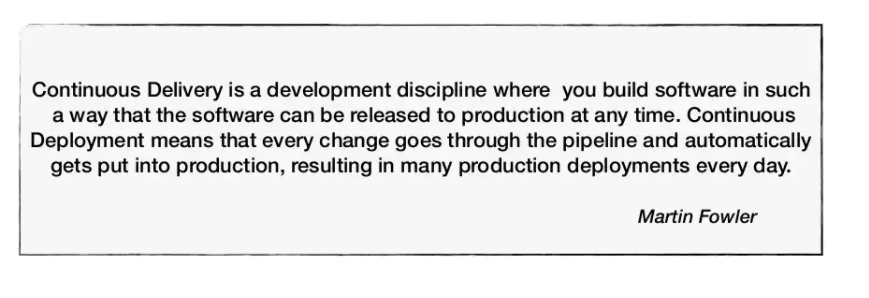 Continuous Delivery is a development discipline where  you build software in such
a way that the software can be released to production at any time. Continuous
Deployment means that every change goes through the pipeline and automatically
gets put into production, resulting in many production deployments every day.
Martin Fowler